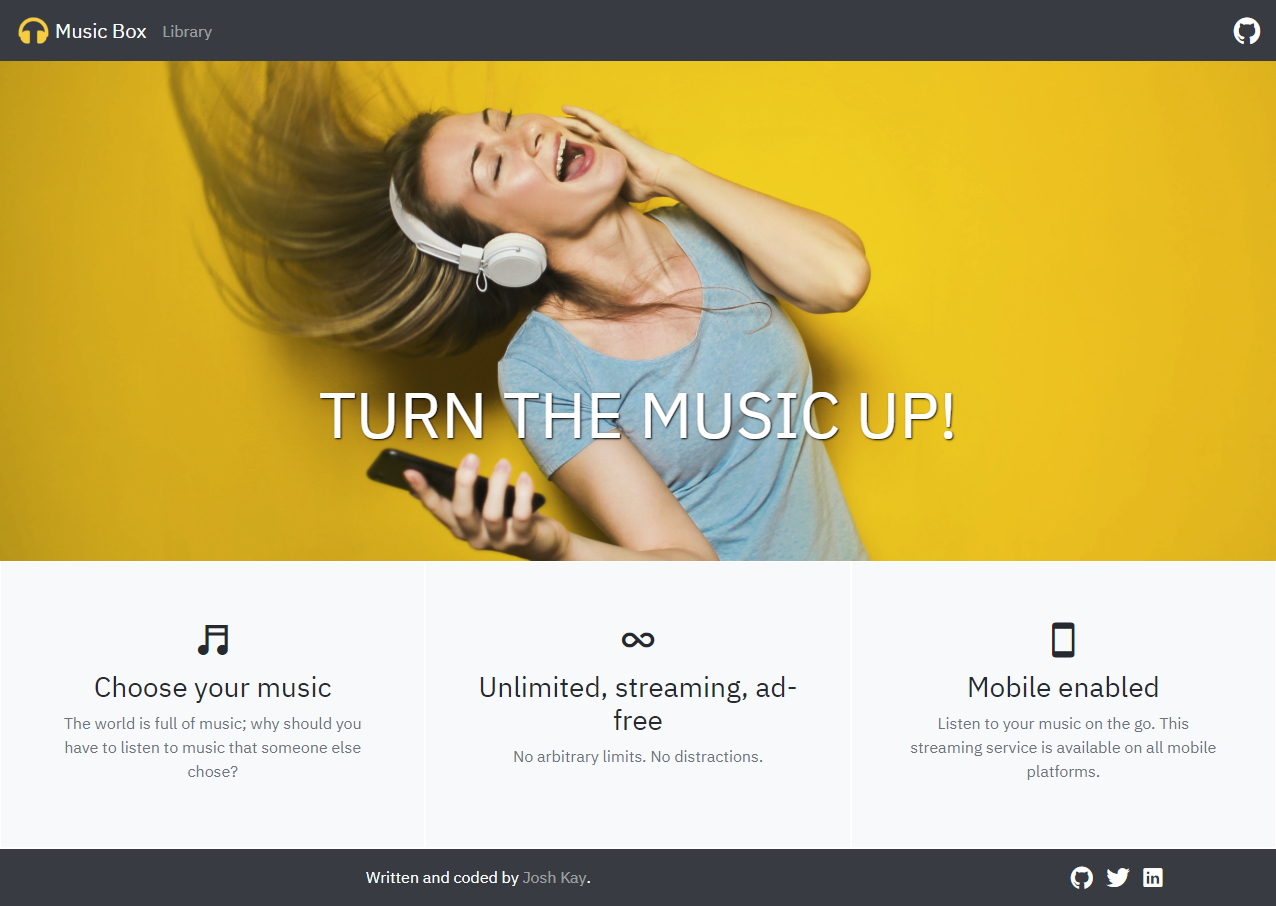 Music Box Library
TURN THE MUSIC UP!
Choose your music
The world is full of music; why should you
have to listen to music that someone else
chose?
Unlimited, streaming, ad-
free
No arbitrary limits. No distractions.
Mobile enabled
Listen to your music on the go. This
streaming service is available on all mobile
platforms.
Written and coded by Josh Kay.
in